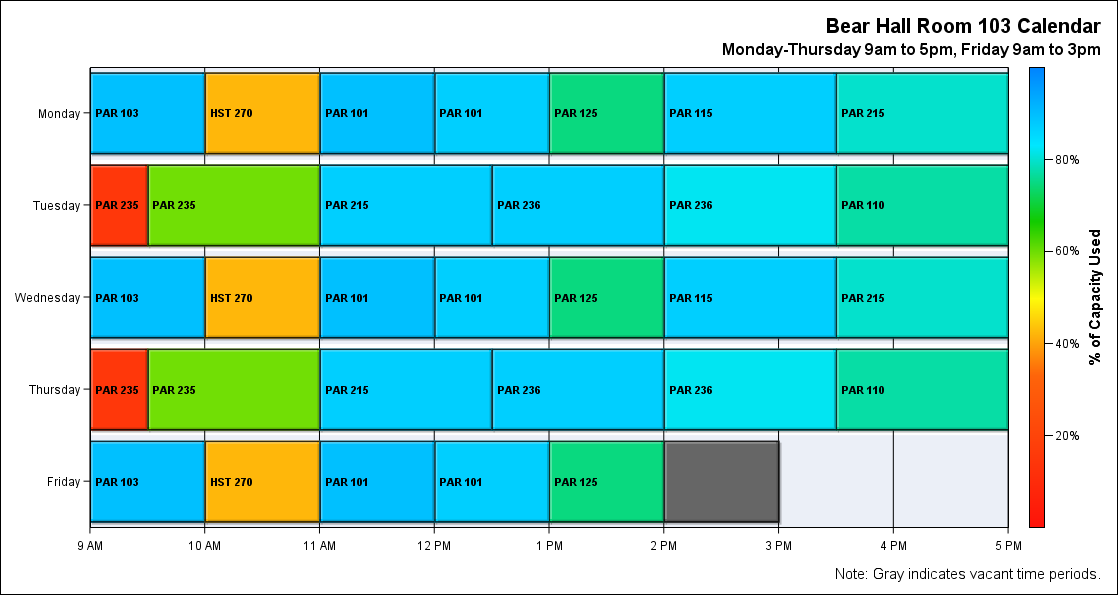 Bear Hall Room 103 Calendar
Monday-Thursday 9am to 5pm, Friday 9am to 3pm
Monday PAR 103 HST 270 PAR 101 PAR 101 PAR 125 PAR 115 PAR 215
Tuesday PAR 235 PAR 235 PAR 215 PAR 236 PAR 236 PAR 110
Wednesday PAR 103 HST 270 PAR 101 PAR 101 PAR 125 PAR 115 PAR 215
Thursday PAR 235 PAR 235 PAR 215 PAR 236 PAR 236 PAR 110
Friday PAR 103 HST 270 PAR 101 PAR 101 PAR 125
9 AM 10 AM 11 AM 12 PM 1 PM 2 PM 3 PM 4 PM 5 PM
80%
60%
40%
20%
% of Capacity Used
Note: Gray indicates vacant time periods.